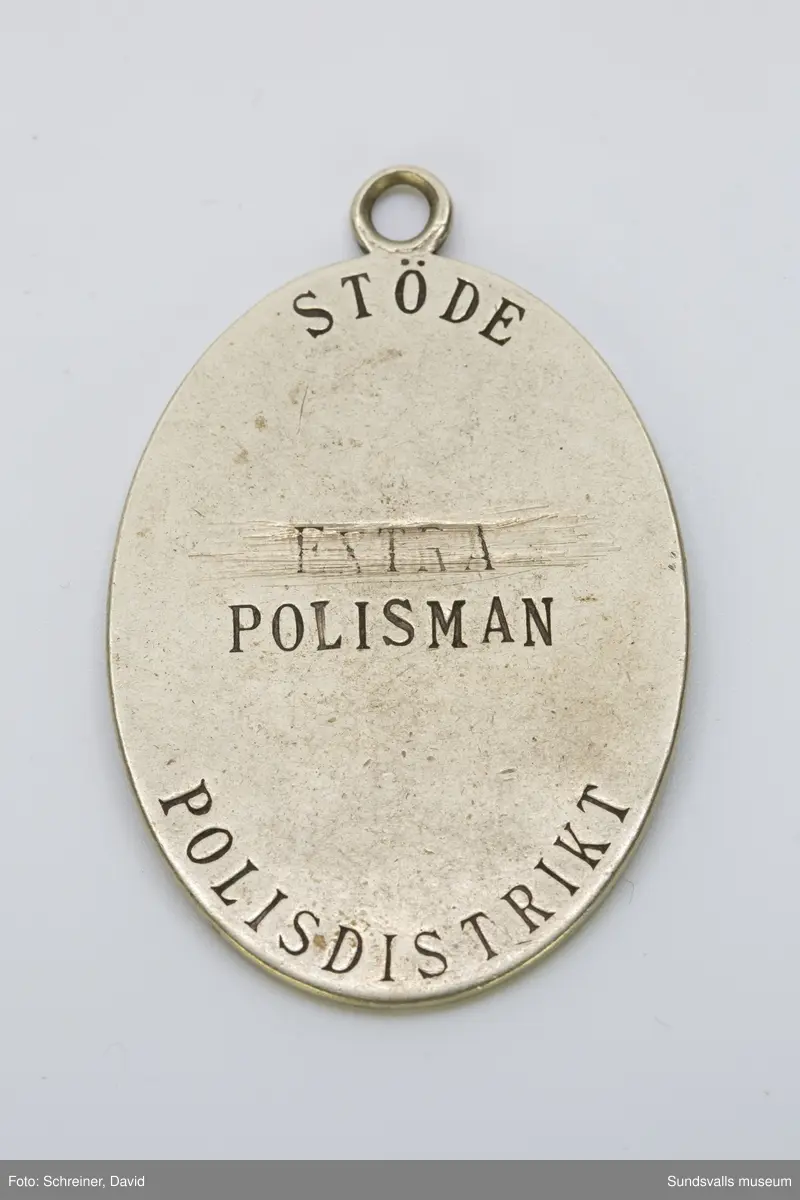 STÖDE
EXTRA
POLISMAN
POLISDISTRIKT
Foto: Schreiner, David
Sundsvalls museum